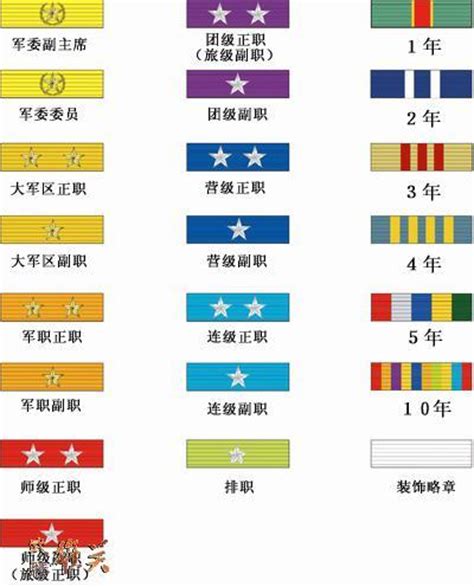 军委副主席
军委委员
大军区正职
大军区副职
军职正职
军职副职
师级正职
师级副职
（旅级正职）
团级正职
（旅级副职）
团级副职
营级正职
营级副职
连级正职
连级副职
排职
1年
2年
3年
4年
5年
10年
装饰略章